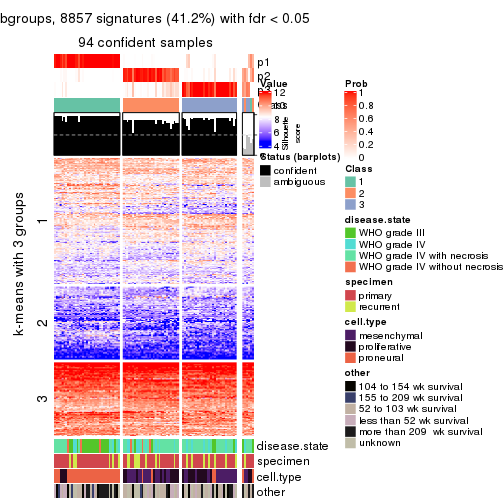 bgroups, 8857 signatures (41.2%) with fdr < 0.05
94 confident samples
p1
p2
p3
Class
Silhouette
score
k-means with 3 groups
1
2
3
disease.state
specimen
cell.type
other
Value
12
10
8
6
4
Status (barplots)
confident
ambiguous
Prob
1
0.8
0.6
0.4
0.2
0
Class
1
2
3
disease.state
WHO grade III
WHO grade IV
WHO grade IV with necrosis
WHO grade IV without necrosis
specimen
primary
recurrent
cell.type
mesenchymal
proliferative
proneural
other
104 to 154 wk survival
155 to 209 wk survival
52 to 103 wk survival
less than 52 wk survival
more than 209 wk survival
unknown